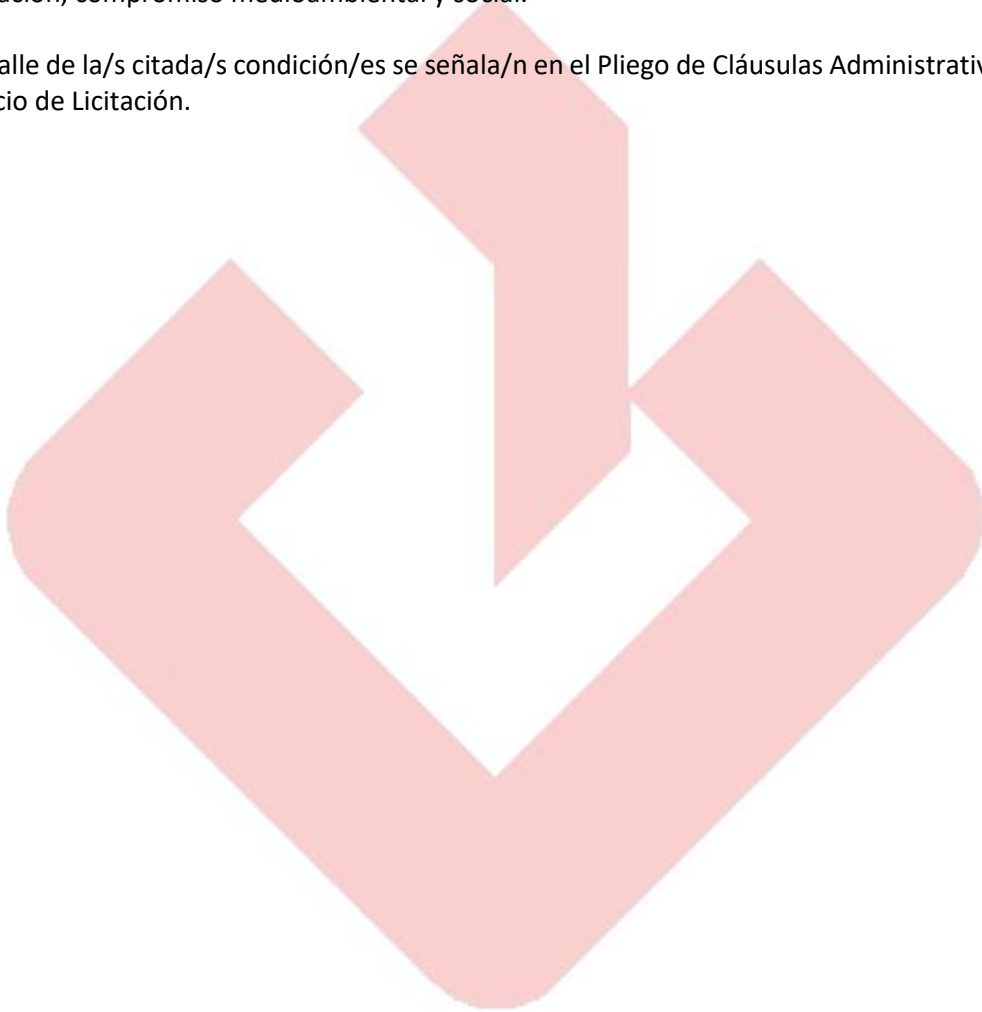 compromiso medioambiental y social.
alle de la/s citada/s condición/es se señala/n en el Pliego de Cláusulas Administrativ
cio de Licitación.